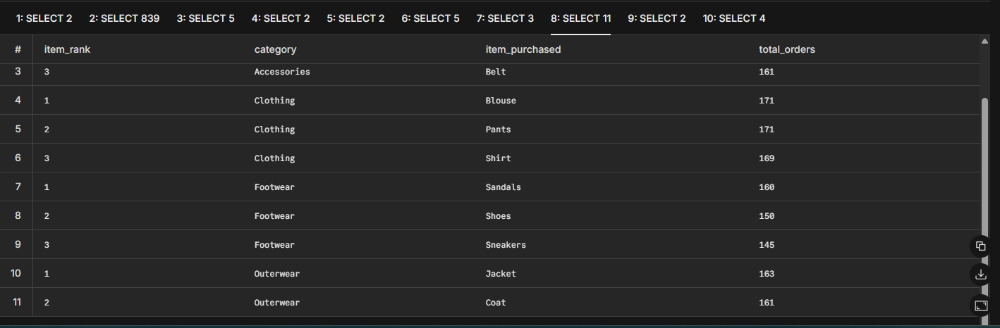 1: SELECT 2 2: SELECT 839 3: SELECT 5 4: SELECT 2 5: SELECT 2 6: SELECT 5 7: SELECT 3 8: SELECT 11 9: SELECT 2 10: SELECT 4
# item_rank category item_purchased total_orders
3 3 Accessories Belt 161
4 1 Clothing Blouse 171
5 2 Clothing Pants 171
6 3 Clothing Shirt 169
7 1 Footwear Sandals 160
8 2 Footwear Shoes 150
9 3 Footwear Sneakers 145
10 1 Outerwear Jacket 163
11 2 Outerwear Coat 161